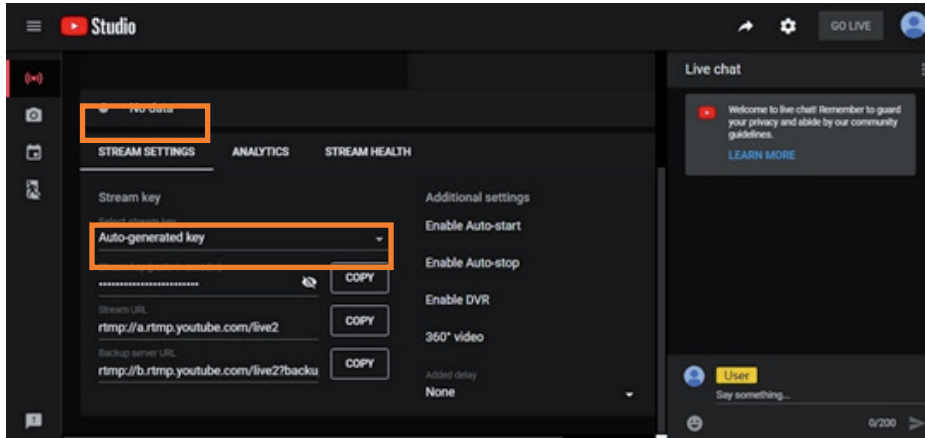 Studio
GO LIVE
No data
STREAM SETTINGS
ANALYTICS
STREAM HEALTH
Stream key
Select stream key
Auto-generated key
COPY
Stream URL
rtmp://a.rtmp.youtube.com/live2
COPY
Backup server URL
rtmp://b.rtmp.youtube.com/live2?backu
COPY
Additional settings
Enable Auto-start
Enable Auto-stop
Enable DVR
360° video
Added delay
None
Live chat
Welcome to live chat! Remember to guard
your privacy and abide by our community
guidelines.
LEARN MORE
User
Say something...
0/200